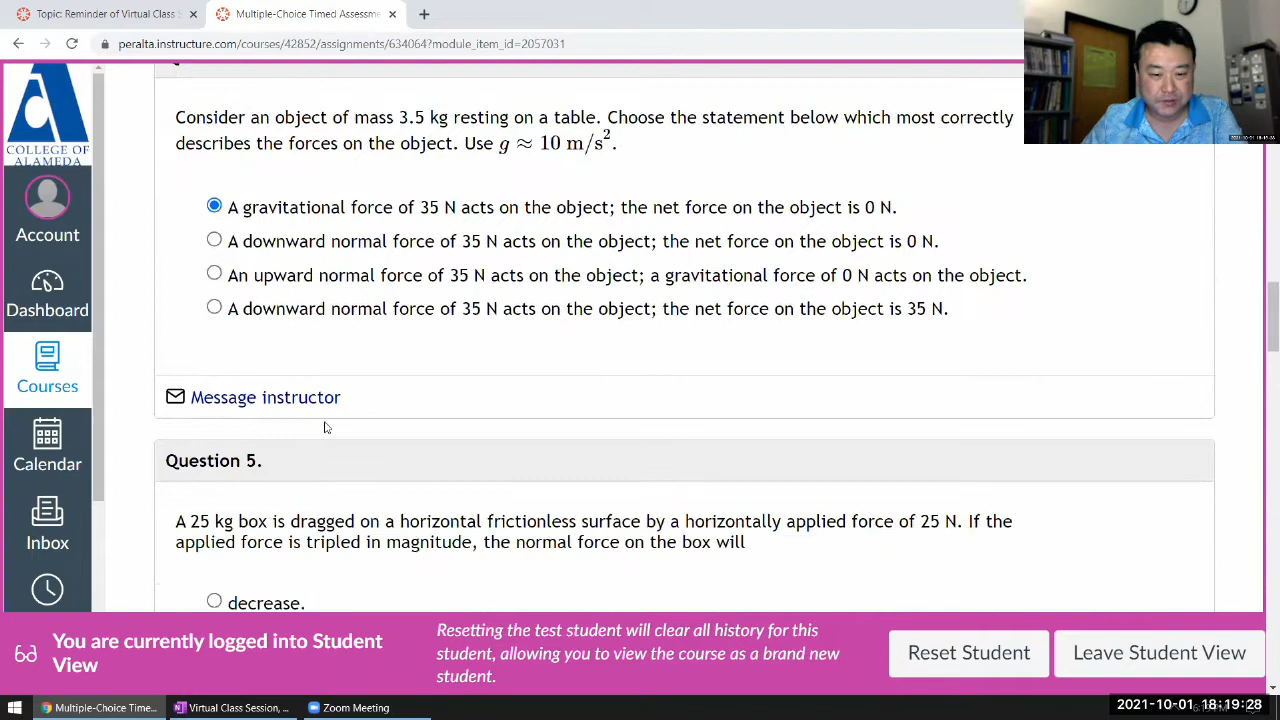 Topic: Reminder of Virtual Class S
Multiple-Choice Timed Assessme
peralta.instructure.com/courses/42852/assignments/634064?module_item_id=2057031
COLLEGE OF
ALAMEDA
Account
Dashboard
Courses
Calendar
Inbox
Consider an object of mass 3.5 kg resting on a table. Choose the statement below which most correctly
describes the forces on the object. Use g ≈ 10 m/s².
A gravitational force of 35 N acts on the object; the net force on the object is 0 N.
A downward normal force of 35 N acts on the object; the net force on the object is 0 N.
An upward normal force of 35 N acts on the object; a gravitational force of 0 N acts on the object.
A downward normal force of 35 N acts on the object; the net force on the object is 35 N.
Message instructor
Question 5.
A 25 kg box is dragged on a horizontal frictionless surface by a horizontally applied force of 25 N. If the
applied force is tripled in magnitude, the normal force on the box will
decrease.
You are currently logged into Student
View
Resetting the test student will clear all history for this
student, allowing you to view the course as a brand new
student.
Reset Student
Leave Student View
Multiple-Choice Time...
Virtual Class Session, ...
Zoom Meeting
2021-10-01 18:19:28